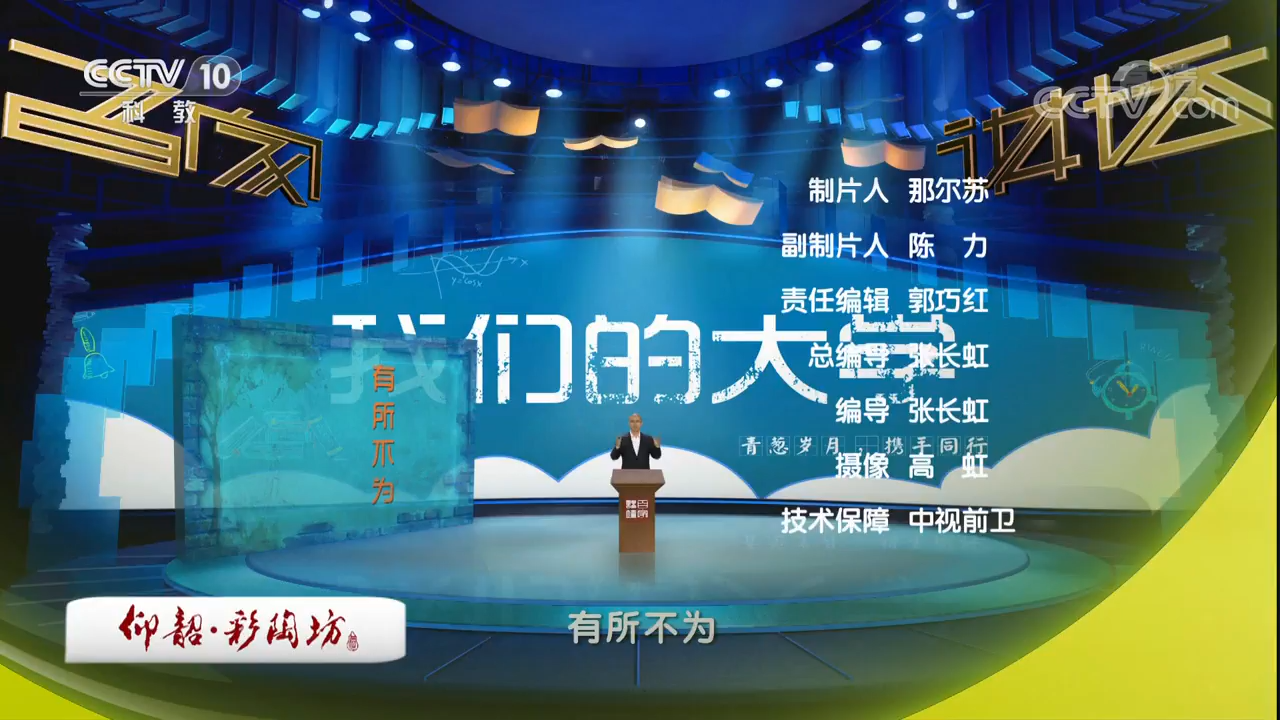 CCTV 10
科教
百家
讲坛
CCTV.com
制片人 那尔苏
副制片人 陈 力
责任编辑 郭巧红
总编导 张长虹
编导 张长虹
摄像 高 虹
技术保障 中视前卫
y=cosx
我们的大学
青葱岁月，携手同行
有所不为
仰韶·彩陶坊
有所不为